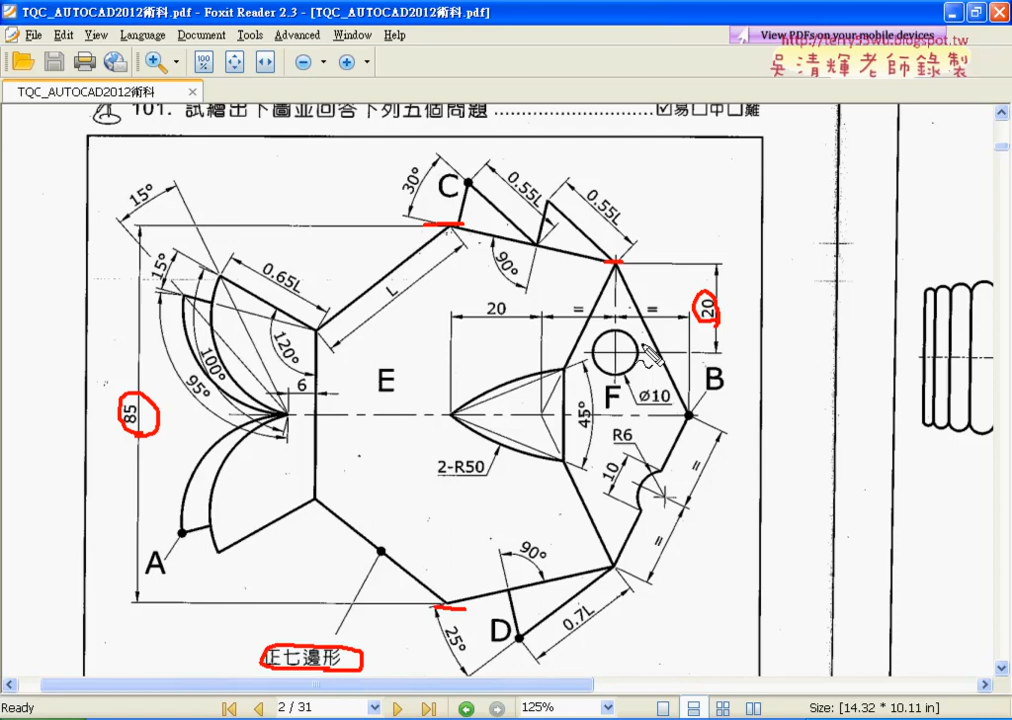 TQC_AUTOCAD2012術科.pdf - Foxit Reader 2.3 - [TQC_AUTOCAD2012術科.pdf]
File Edit View Language Document Tools Advanced Window Help
View PDFs on your mobile devices
http://terry55wu.blogspot.tw
吳清輝老師錄製
TQC_AUTOCAD2012術科
101. 試繪出下圖並回答下列五個問題 .............................. ☑易□中□難
15°
30°
C
0.55L
0.55L
15°
0.65L
90°
L
20
=
=
20
120°
100°
95°
6
E
F
B
85
45°
Ø10
2-R50
R6
10
=
=
A
90°
D
0.7L
25°
正七邊形
Ready
2 / 31
125%
Size: [14.32 * 10.11 in]